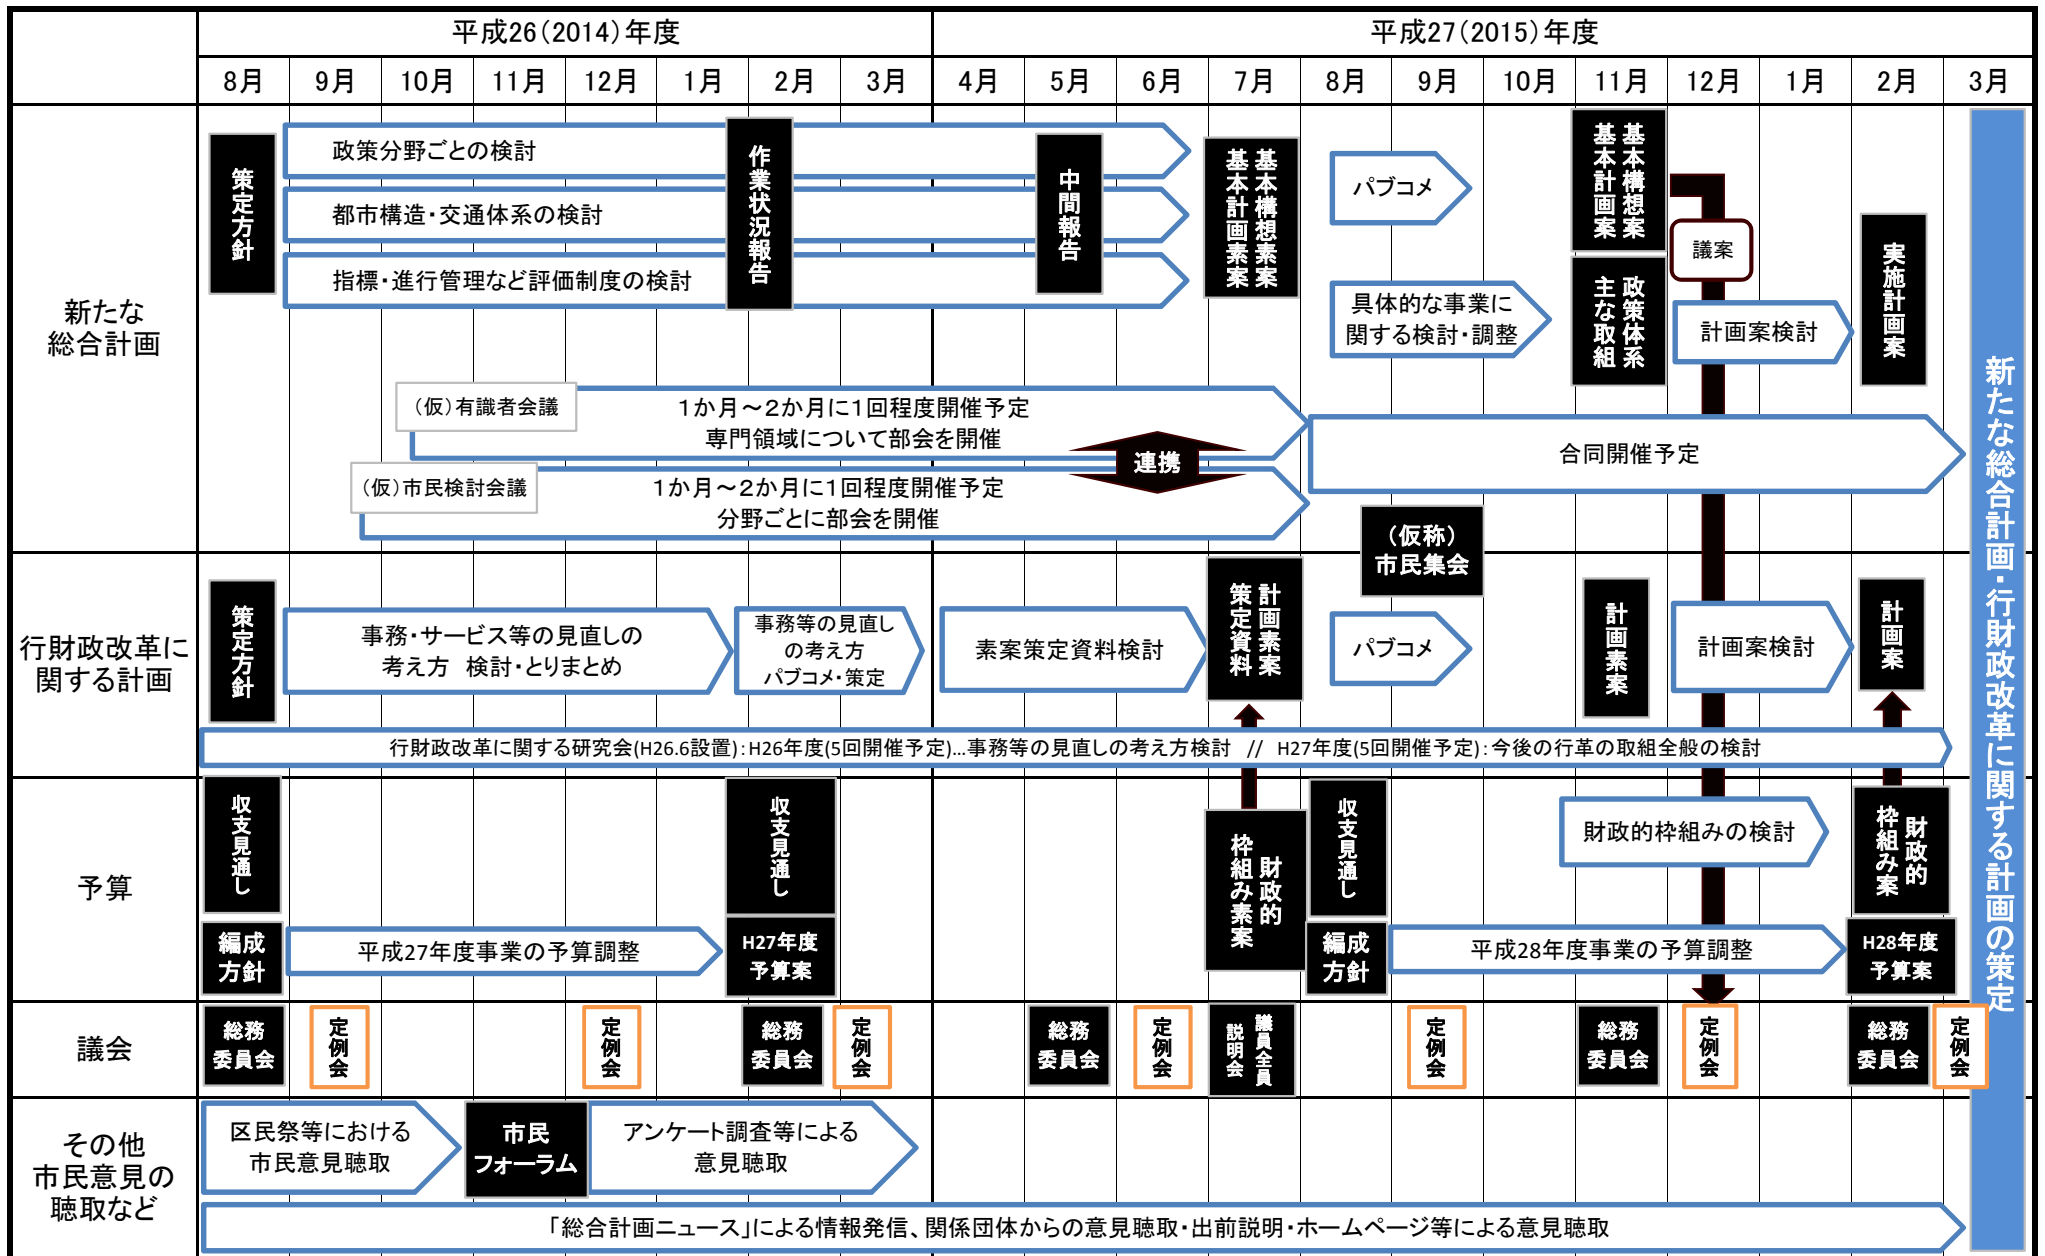 平成26(2014)年度
平成27(2015)年度
8月 9月 10月 11月 12月 1月 2月 3月 4月 5月 6月 7月 8月 9月 10月 11月 12月 1月 2月 3月
新たな
総合計画
策定方針
政策分野ごとの検討
都市構造・交通体系の検討
指標・進行管理など評価制度の検討
作業状況報告
中間報告
基本構想素案
基本計画素案
パブコメ
具体的な事業に
関する検討・調整
基本構想案
基本計画案
政策体系
主な取組
議案
計画案検討
実施計画案
(仮)有識者会議
1か月~2か月に1回程度開催予定
専門領域について部会を開催
連携
(仮)市民検討会議
1か月~2か月に1回程度開催予定
分野ごとに部会を開催
合同開催予定
(仮称)
市民集会
行財政改革に
関する計画
策定方針
事務・サービス等の見直しの
考え方 検討・とりまとめ
事務等の見直し
の考え方
パブコメ・策定
素案策定資料検討
計画素案
策定資料
パブコメ
計画素案
計画案検討
計画案
行財政改革に関する研究会(H26.6設置):H26年度(5回開催予定)…事務等の見直しの考え方検討 // H27年度(5回開催予定):今後の行革の取組全般の検討
予算
収支見通し
編成
方針
平成27年度事業の予算調整
収支見通し
H27年度
予算案
財政的
枠組み素案
収支見通し
編成
方針
財政的枠組みの検討
平成28年度事業の予算調整
財政的
枠組み案
H28年度
予算案
議会
総務
委員会
定例会
定例会
総務
委員会
定例会
総務
委員会
定例会
議員全員
説明会
定例会
総務
委員会
定例会
総務
委員会
定例会
その他
市民意見の
聴取など
区民祭等における
市民意見聴取
市民
フォーラム
アンケート調査等による
意見聴取
「総合計画ニュース」による情報発信、関係団体からの意見聴取・出前説明・ホームページ等による意見聴取
新たな総合計画・行財政改革に関する計画の策定